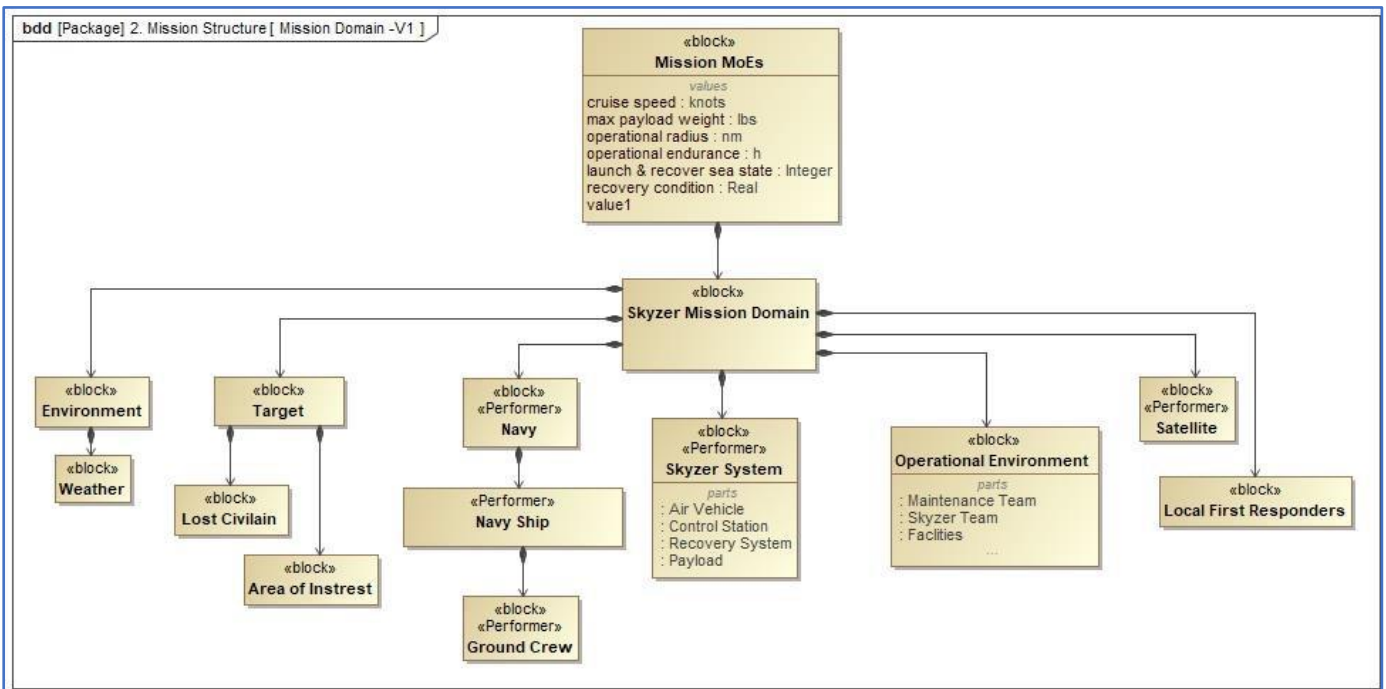 bdd [Package] 2. Mission Structure [ Mission Domain -V1 ]
«block»
Mission MoEs
values
cruise speed : knots
max payload weight : lbs
operational radius : nm
operational endurance : h
launch & recover sea state : Integer
recovery condition : Real
value1
«block»
Skyzer Mission Domain
«block»
Environment
«block»
Weather
«block»
Target
«block»
Lost Civilain
«block»
Area of Instrest
«block»
«Performer»
Navy
«Performer»
Navy Ship
«block»
«Performer»
Ground Crew
«block»
«Performer»
Skyzer System
parts
: Air Vehicle
: Control Station
: Recovery System
: Payload
«block»
Operational Environment
parts
: Maintenance Team
: Skyzer Team
: Faclities
...
«block»
«Performer»
Satellite
«block»
Local First Responders